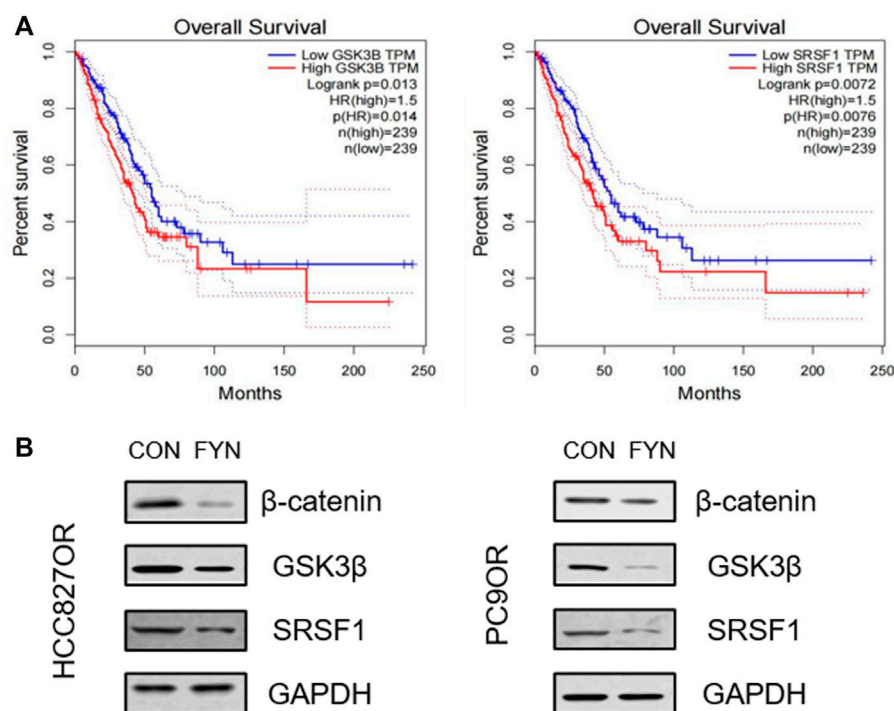 A
Overall Survival
Low GSK3B TPM
High GSK3B TPM
Logrank p=0.013
HR(high)=1.5
p(HR)=0.014
n(high)=239
n(low)=239
Percent survival
1.0
0.8
0.6
0.4
0.2
0.0
0 50 100 150 200 250
Months
Overall Survival
Low SRSF1 TPM
High SRSF1 TPM
Logrank p=0.0072
HR(high)=1.5
p(HR)=0.0076
n(high)=239
n(low)=239
Percent survival
1.0
0.8
0.6
0.4
0.2
0.0
0 50 100 150 200 250
Months
B
HCC827OR
CON FYN
β-catenin
GSK3β
SRSF1
GAPDH
PC9OR
CON FYN
β-catenin
GSK3β
SRSF1
GAPDH